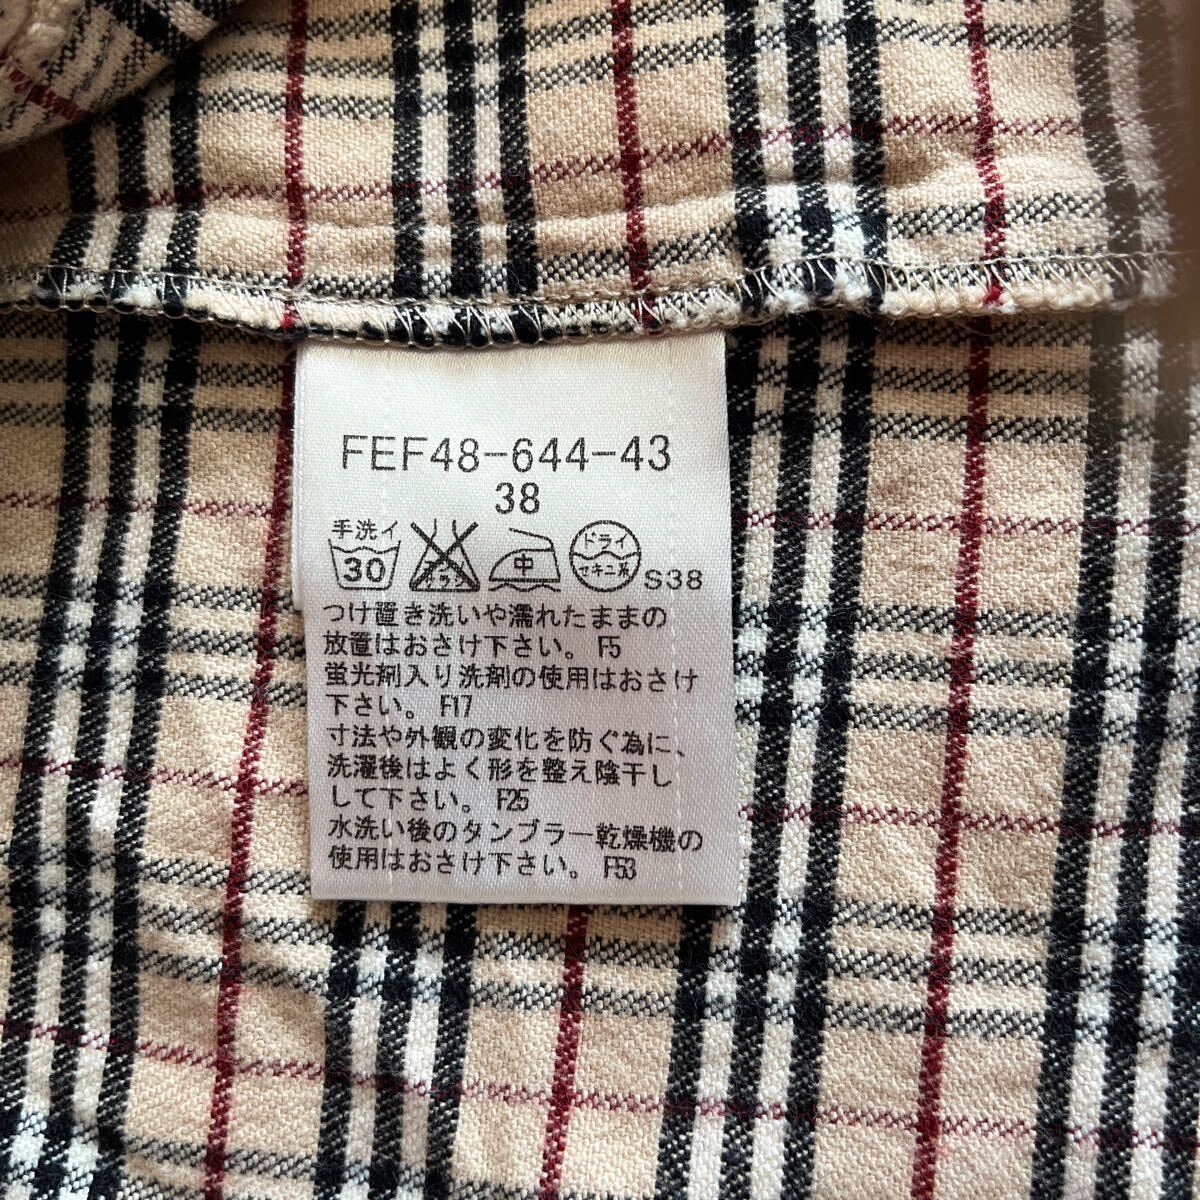 FEF48-644-43
38
手洗イ
30
中
ドライ
セキユ系
S38
つけ置き洗いや濡れたままの
放置はおさけ下さい。 F5
蛍光剤入り洗剤の使用はおさけ
下さい。 F17
寸法や外観の変化を防ぐ為に、
洗濯後はよく形を整え陰干し
して下さい。 F25
水洗い後のタンブラー乾燥機の
使用はおさけ下さい。 F53